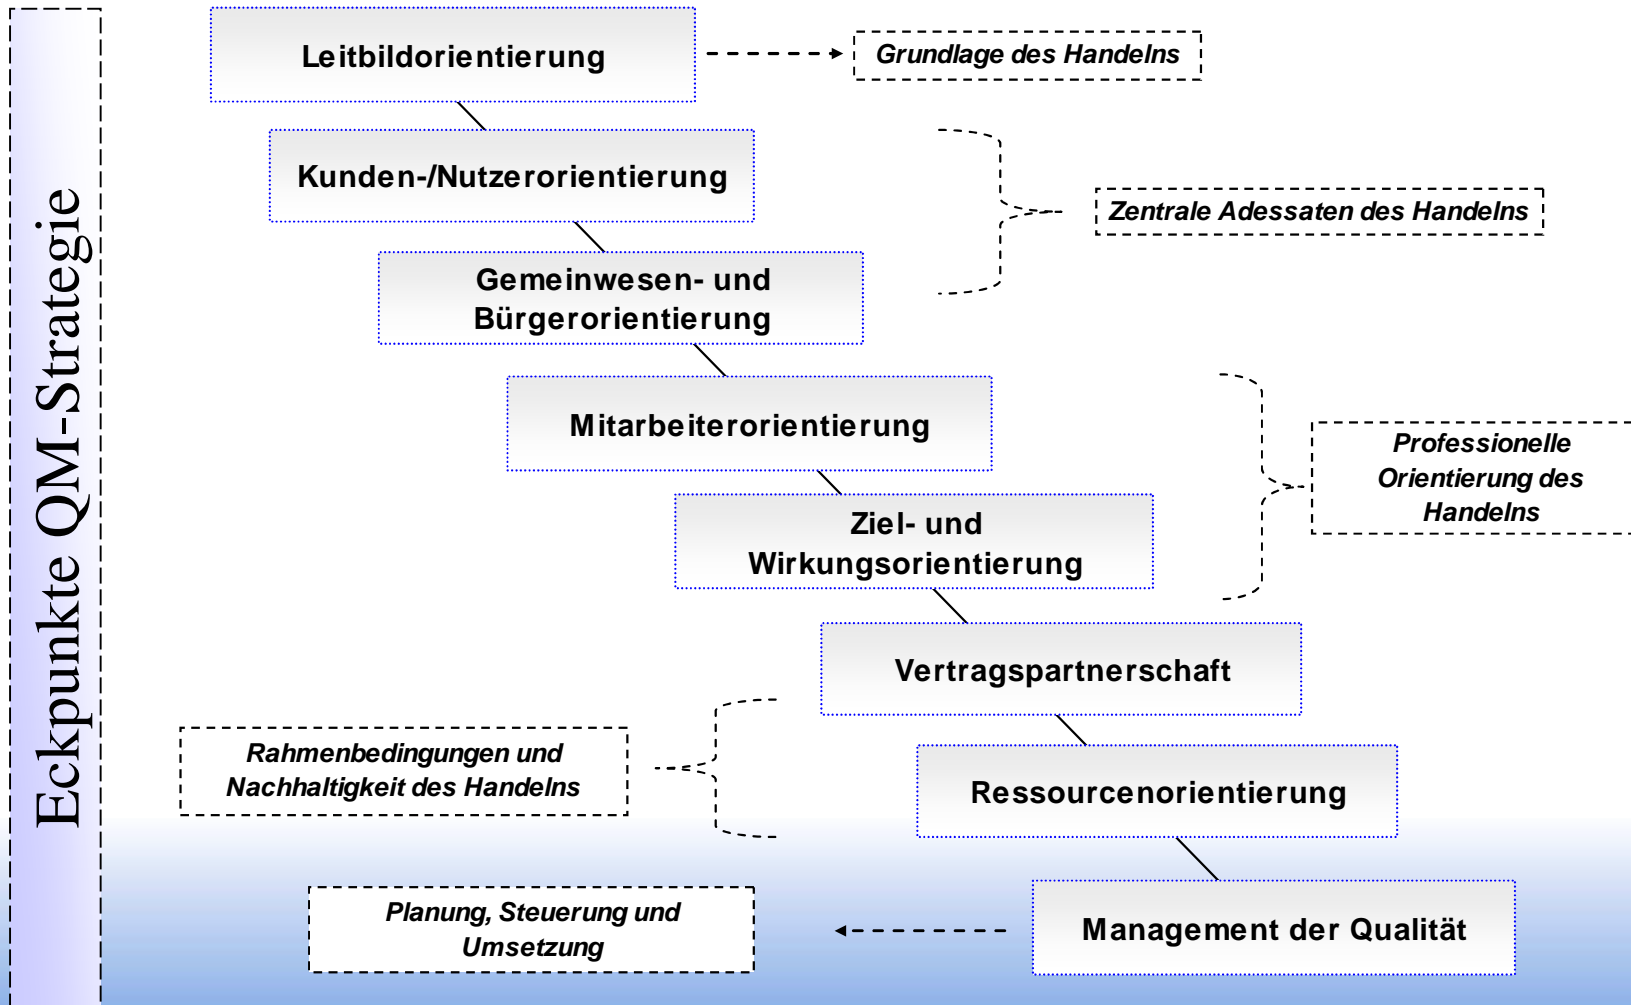 Eckpunkte QM-Strategie
Leitbildorientierung
Grundlage des Handelns
Kunden-/Nutzerorientierung
Zentrale Adessaten des Handelns
Gemeinwesen- und
Bürgerorientierung
Mitarbeiterorientierung
Professionelle
Orientierung des
Handelns
Ziel- und
Wirkungsorientierung
Vertragspartnerschaft
Rahmenbedingungen und
Nachhaltigkeit des Handelns
Ressourcenorientierung
Planung, Steuerung und
Umsetzung
Management der Qualität